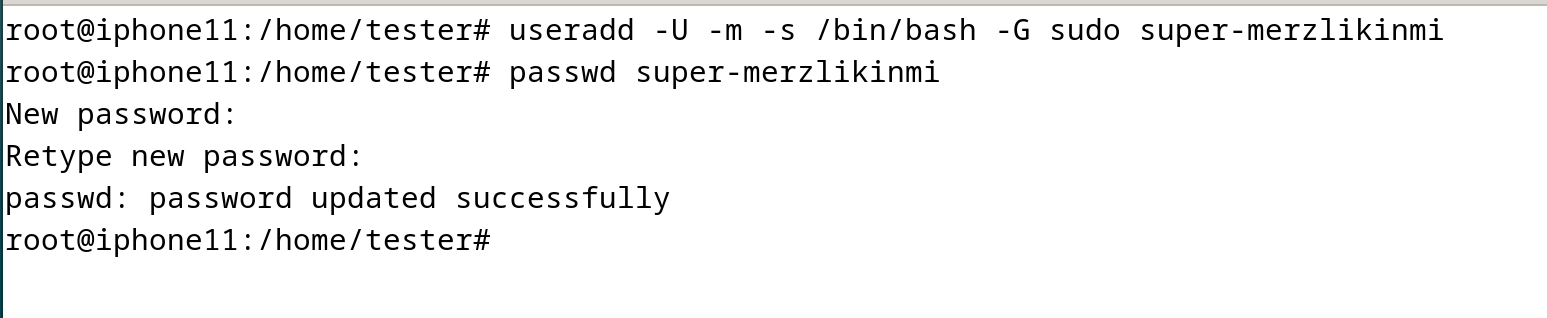 root@iphone11:/home/tester# useradd -U -m -s /bin/bash -G sudo super-merzlikinmi
root@iphone11:/home/tester# passwd super-merzlikinmi
New password:
Retype new password:
passwd: password updated successfully
root@iphone11:/home/tester#